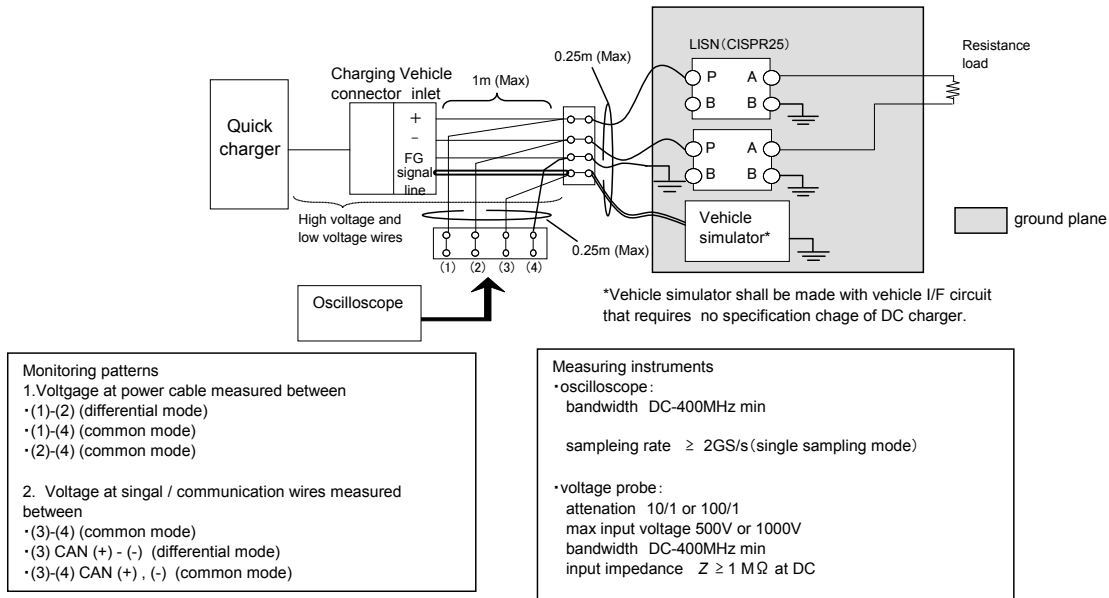 LISN(CISPR25)
Resistance
load
0.25m (Max)
Charging Vehicle
connector inlet
1m (Max)
P A
B B
Quick
charger
+
-
FG
signal
line
P A
B B
High voltage and
low voltage wires
Vehicle
simulator*
ground plane
0.25m (Max)
(1) (2) (3) (4)
Oscilloscope
*Vehicle simulator shall be made with vehicle I/F circuit
that requires no specification chage of DC charger.
Monitoring patterns
1.Voltgage at power cable measured between
・(1)-(2) (differential mode)
・(1)-(4) (common mode)
・(2)-(4) (common mode)
2. Voltage at singal / communication wires measured
between
・(3)-(4) (common mode)
・(3) CAN (+) - (-) (differential mode)
・(3)-(4) CAN (+) , (-) (common mode)
Measuring instruments
・oscilloscope:
bandwidth DC-400MHz min
sampleing rate ≥ 2GS/s(single sampling mode)
・voltage probe:
attenation 10/1 or 100/1
max input voltage 500V or 1000V
bandwidth DC-400MHz min
input impedance Z ≥ 1 MΩ at DC